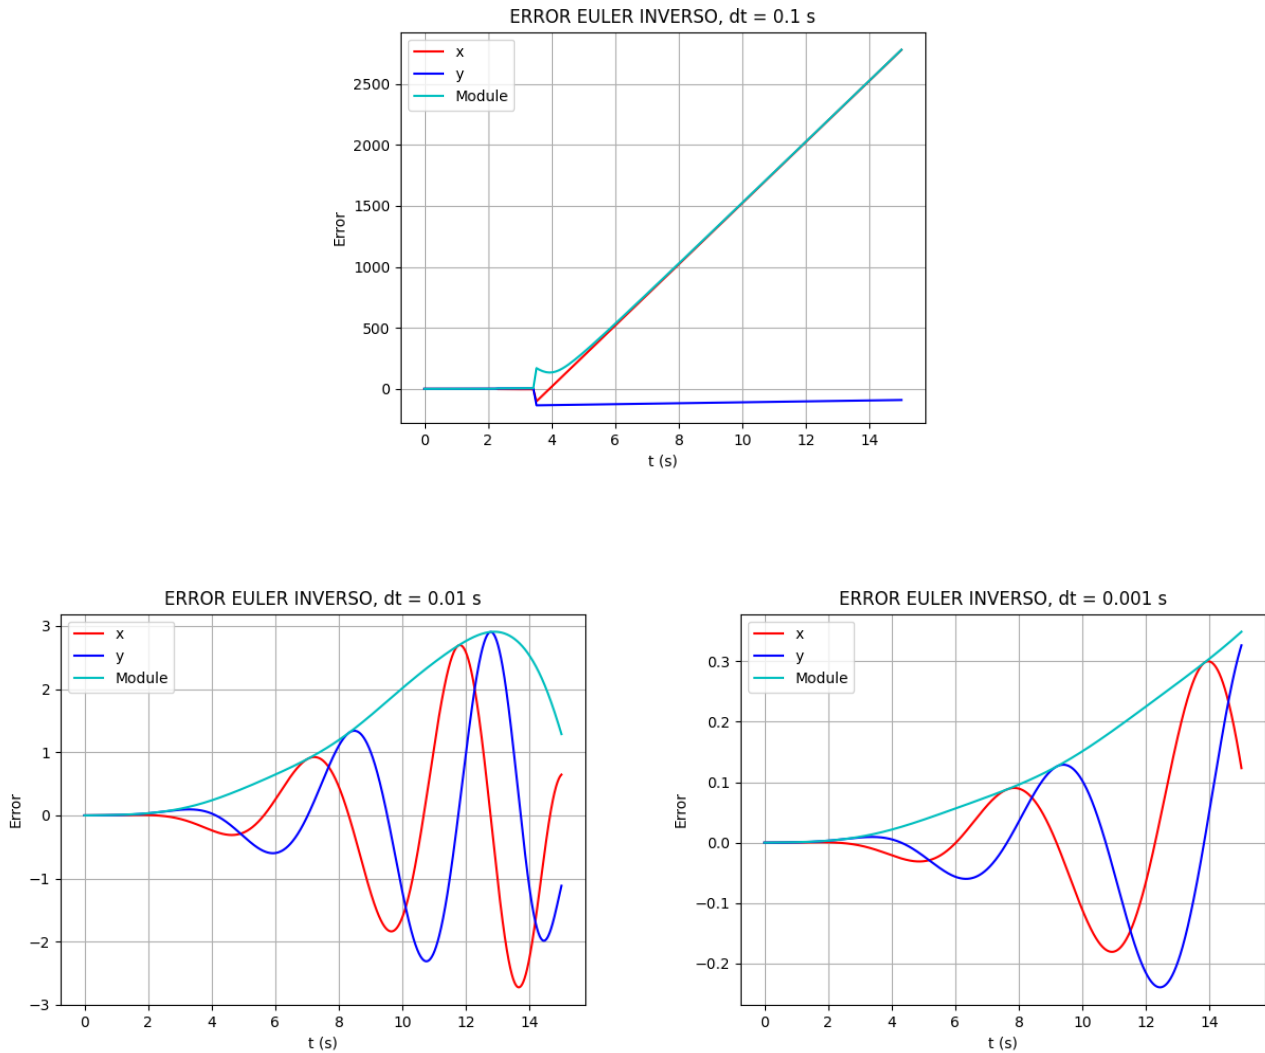 ERROR EULER INVERSO, dt = 0.1 s
x
y
Module
2500
2000
1500
1000
500
0
Error
0 2 4 6 8 10 12 14
t (s)
ERROR EULER INVERSO, dt = 0.01 s
x
y
Module
3
2
1
0
−1
−2
−3
Error
0 2 4 6 8 10 12 14
t (s)
ERROR EULER INVERSO, dt = 0.001 s
x
y
Module
0.3
0.2
0.1
0.0
−0.1
−0.2
Error
0 2 4 6 8 10 12 14
t (s)